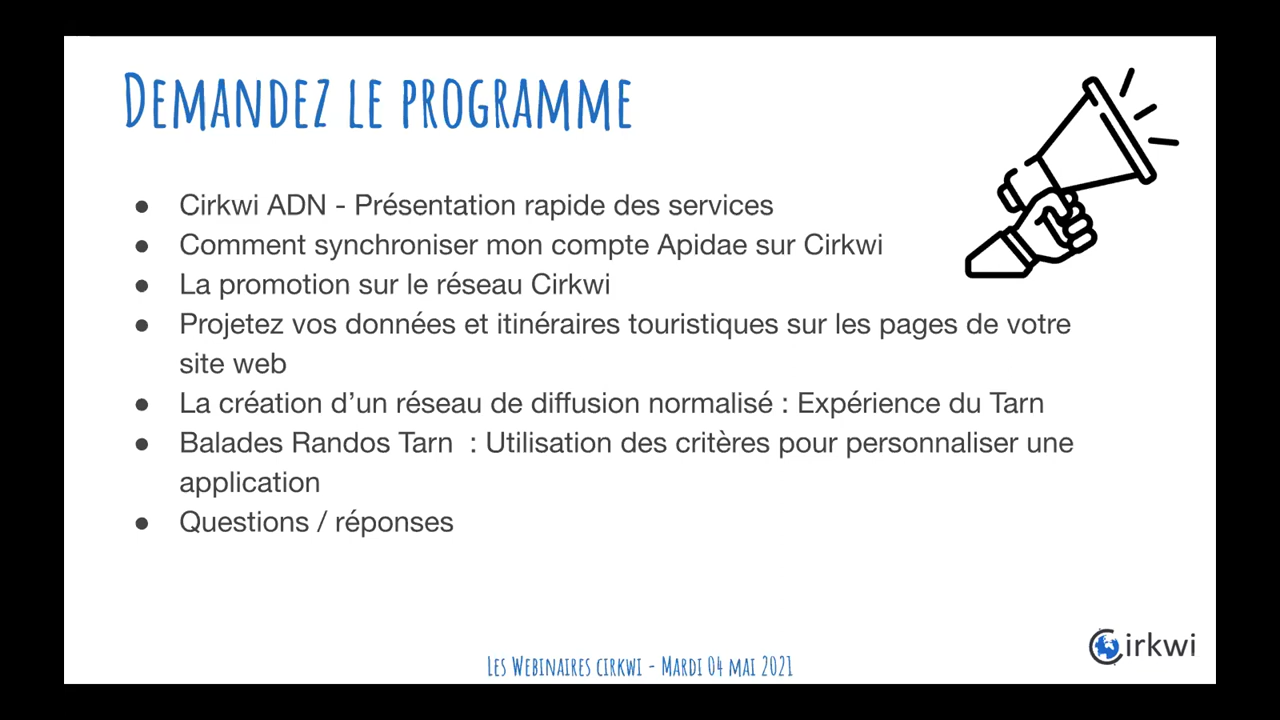 DEMANDEZ LE PROGRAMME
● Cirkwi ADN - Présentation rapide des services
● Comment synchroniser mon compte Apidae sur Cirkwi
● La promotion sur le réseau Cirkwi
● Projetez vos données et itinéraires touristiques sur les pages de votre
site web
● La création d’un réseau de diffusion normalisé : Expérience du Tarn
● Balades Randos Tarn : Utilisation des critères pour personnaliser une
application
● Questions / réponses
Cirkwi
LES WEBINAIRES CIRKWI - MARDI 04 MAI 2021